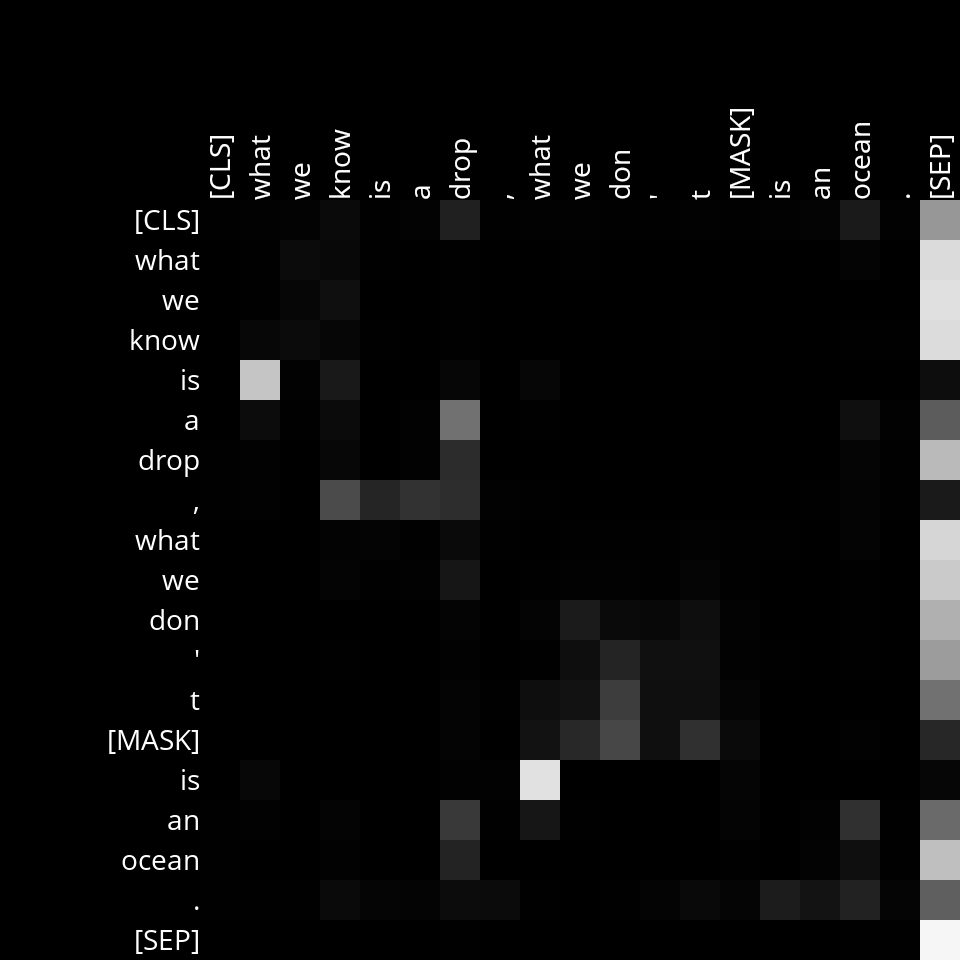 [CLS] what we know is a drop , what we don ' t [MASK] is an ocean . [SEP]
[CLS]
what
we
know
is
a
drop
,
what
we
don
'
t
[MASK]
is
an
ocean
.
[SEP]